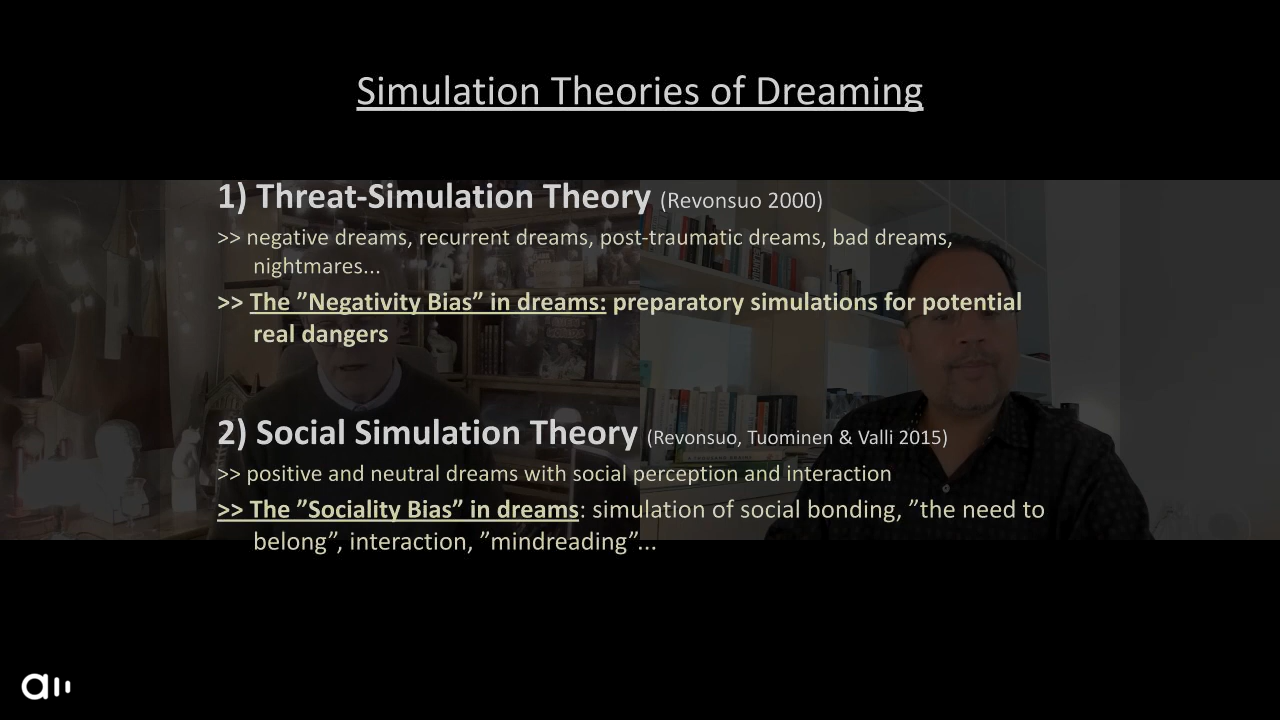 Simulation Theories of Dreaming
1) Threat-Simulation Theory (Revonsuo 2000)
>> negative dreams, recurrent dreams, post-traumatic dreams, bad dreams,
nightmares...
>> The ”Negativity Bias” in dreams: preparatory simulations for potential
real dangers
2) Social Simulation Theory (Revonsuo, Tuominen & Valli 2015)
>> positive and neutral dreams with social perception and interaction
>> The ”Sociality Bias” in dreams: simulation of social bonding, ”the need to
belong”, interaction, ”mindreading”...